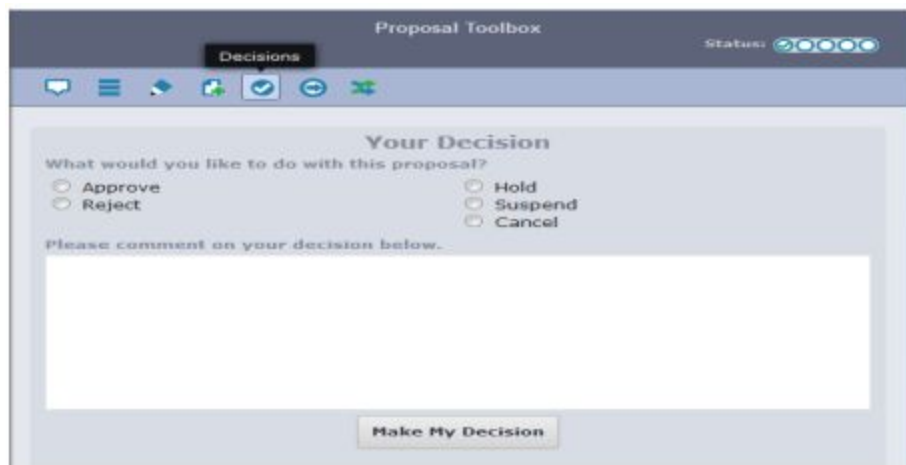 Proposal Toolbox
Status:
Decisions
Your Decision
What would you like to do with this proposal?
Approve
Hold
Reject
Suspend
Cancel
Please comment on your decision below.
Make My Decision